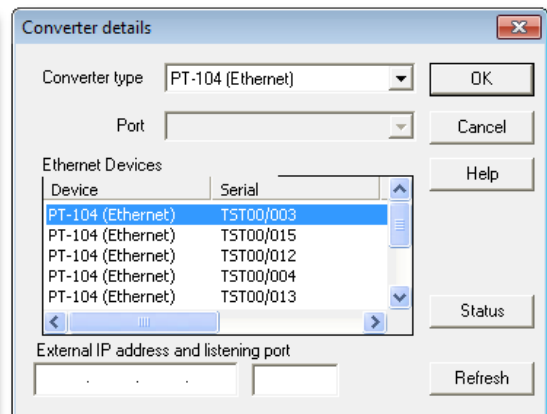 Converter details
Converter type PT-104 (Ethernet) OK
Port Cancel
Ethernet Devices Help
Device Serial
PT-104 (Ethernet) TST00/003
PT-104 (Ethernet) TST00/015
PT-104 (Ethernet) TST00/012
PT-104 (Ethernet) TST00/004
PT-104 (Ethernet) TST00/013
Status
External IP address and listening port
. . . Refresh